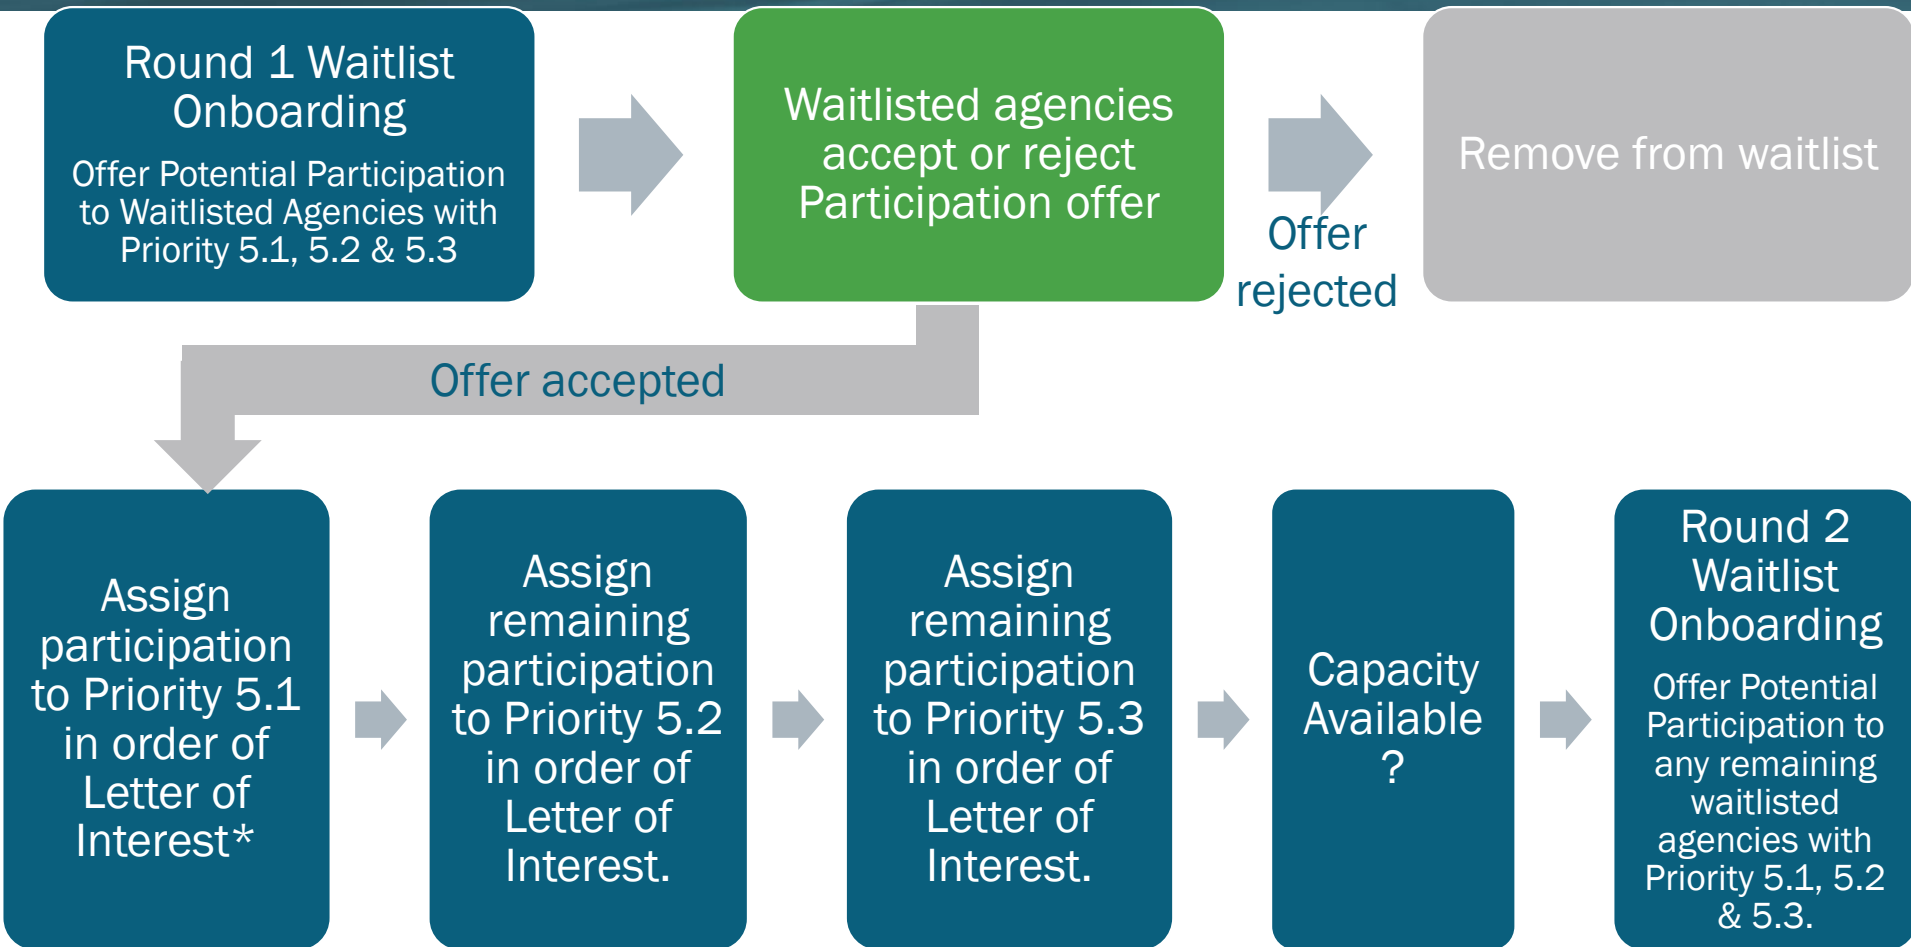 Round 1 Waitlist
Onboarding
Offer Potential Participation
to Waitlisted Agencies with
Priority 5.1, 5.2 & 5.3
Waitlisted agencies
accept or reject
Participation offer
Offer
rejected
Remove from waitlist
Offer accepted
Assign
participation
to Priority 5.1
in order of
Letter of
Interest*
Assign
remaining
participation
to Priority 5.2
in order of
Letter of
Interest.
Assign
remaining
participation
to Priority 5.3
in order of
Letter of
Interest.
Capacity
Available
?
Round 2
Waitlist
Onboarding
Offer Potential
Participation to
any remaining
waitlisted
agencies with
Priority 5.1, 5.2
& 5.3.